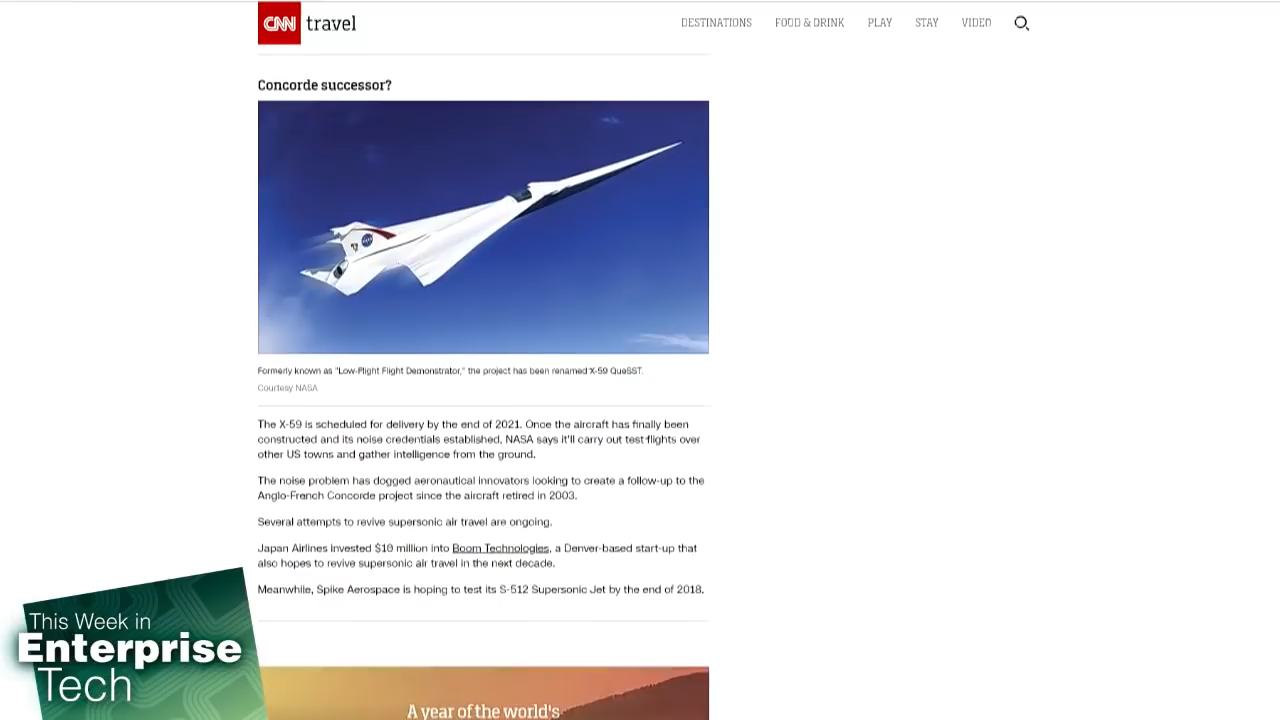 CNN travel
DESTINATIONS FOOD & DRINK PLAY STAY VIDEO
Concorde successor?
Formerly known as "Low-Flight Flight Demonstrator," the project has been renamed X-59 QueSST.
Courtesy NASA
The X-59 is scheduled for delivery by the end of 2021. Once the aircraft has finally been
constructed and its noise credentials established, NASA says it'll carry out test flights over
other US towns and gather intelligence from the ground.
The noise problem has dogged aeronautical innovators looking to create a follow-up to the
Anglo-French Concorde project since the aircraft retired in 2003.
Several attempts to revive supersonic air travel are ongoing.
Japan Airlines invested $10 million into Boom Technologies, a Denver-based start-up that
also hopes to revive supersonic air travel in the next decade.
Meanwhile, Spike Aerospace is hoping to test its S-512 Supersonic Jet by the end of 2018.
This Week in
Enterprise
Tech
A year of the world's